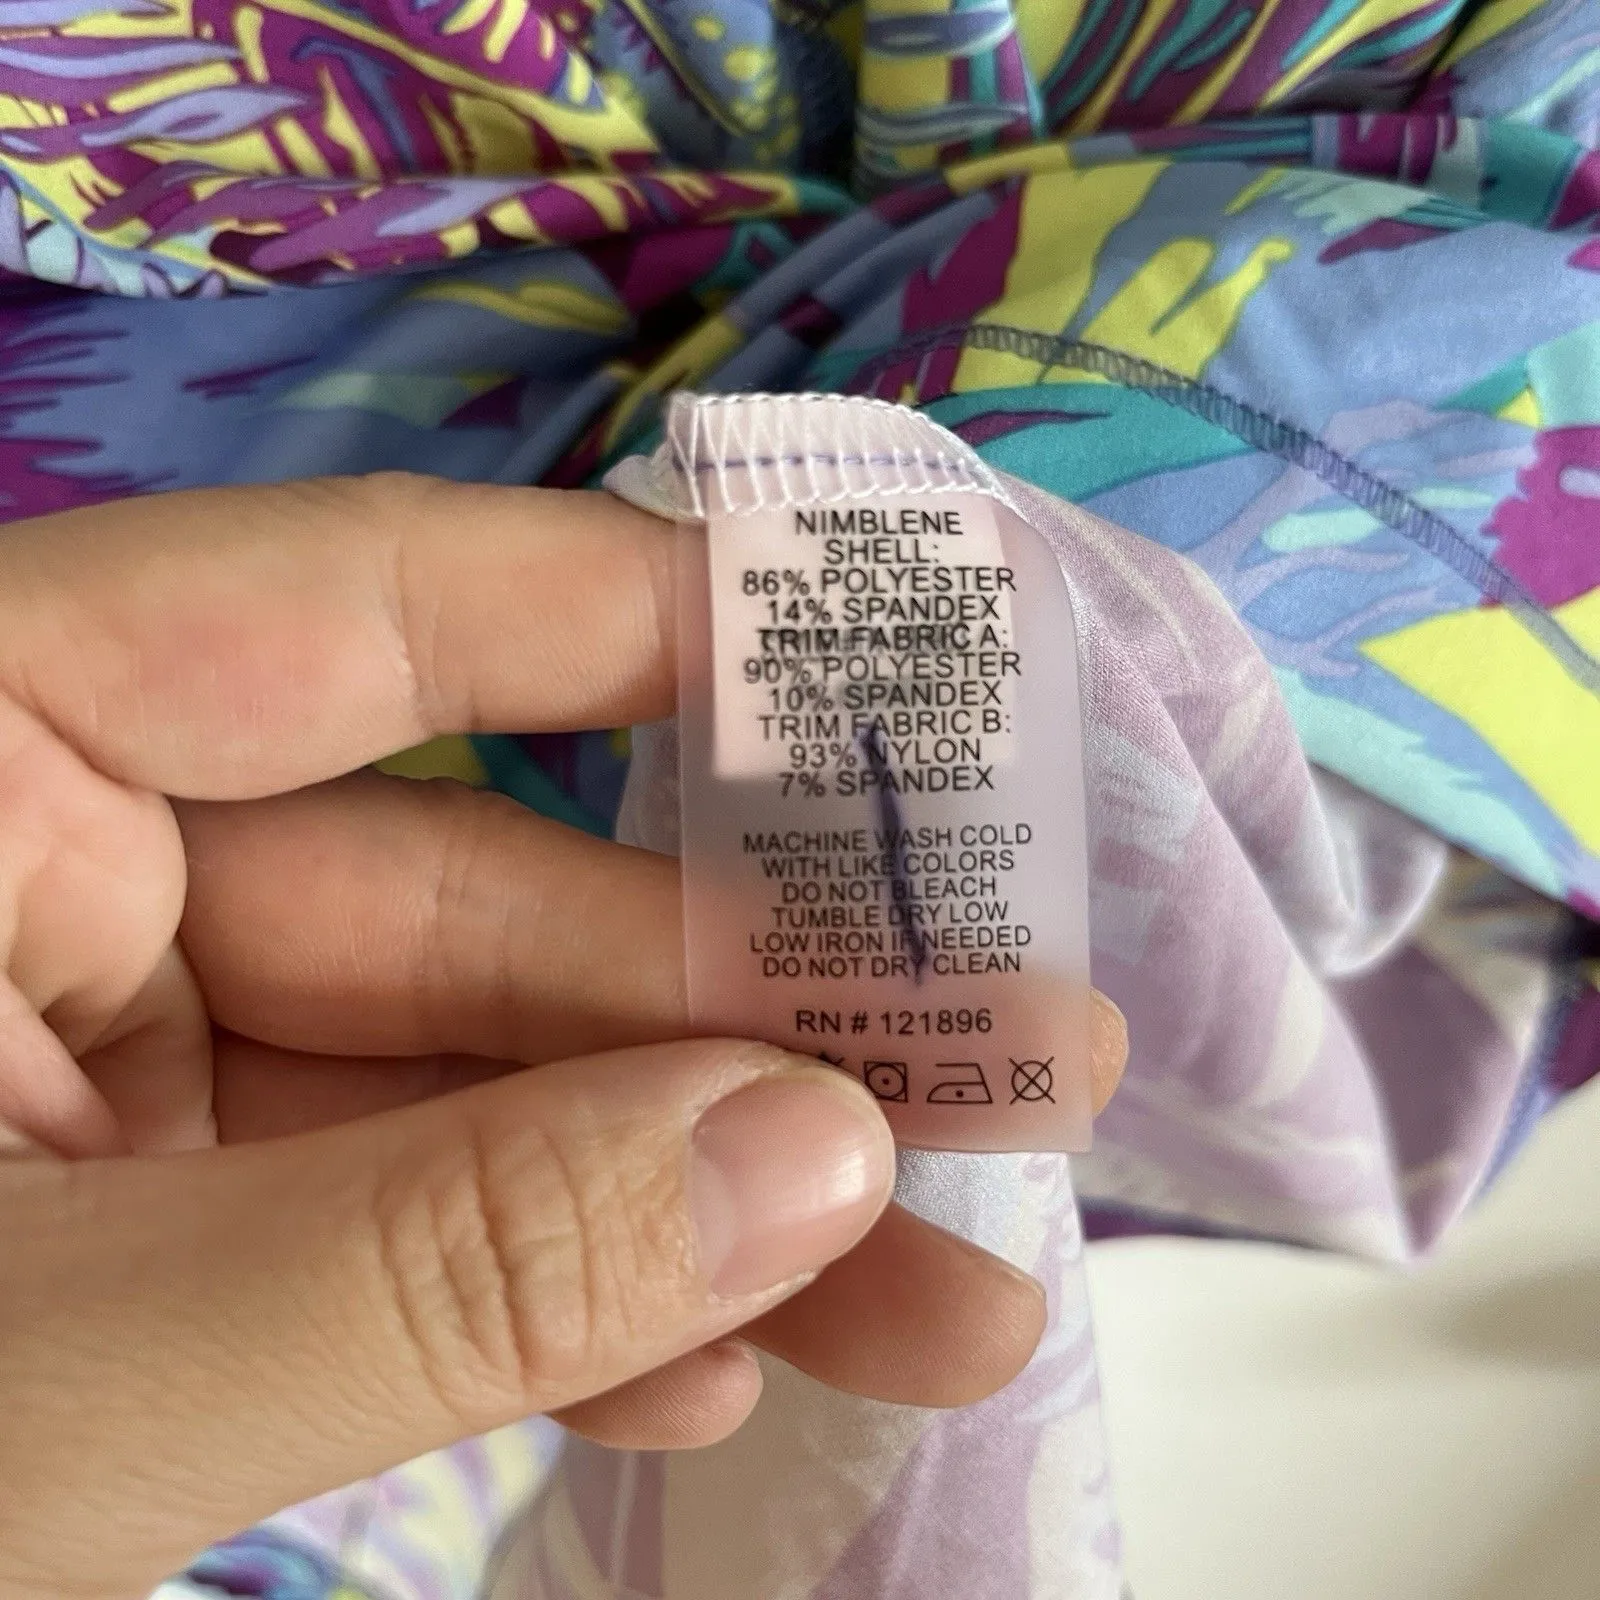 NIMBLENE
SHELL:
86% POLYESTER
14% SPANDEX
TRIM FABRIC A:
90% POLYESTER
10% SPANDEX
TRIM FABRIC B:
93% NYLON
7% SPANDEX
MACHINE WASH COLD
WITH LIKE COLORS
DO NOT BLEACH
TUMBLE DRY LOW
LOW IRON IF NEEDED
DO NOT DRY CLEAN
RN # 121896